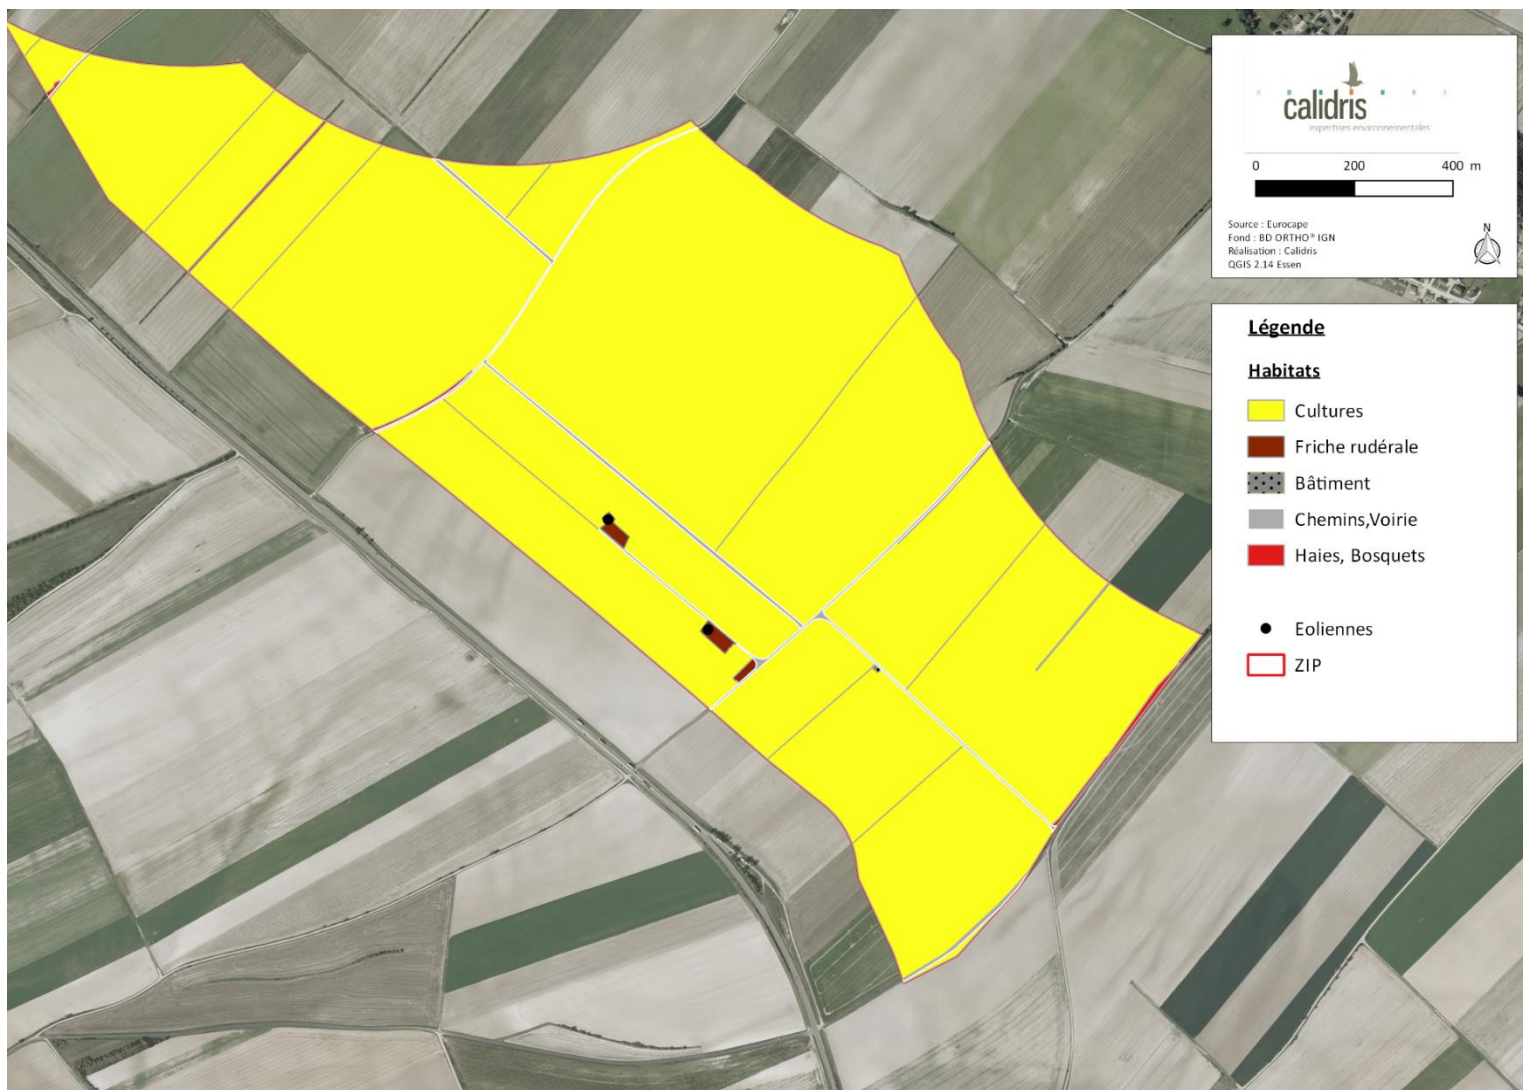 calidris
expertises environnementales
0 200 400 m
Source : Eurocape
Fond : BD ORTHO® IGN
Réalisation : Calidris
QGIS 2.14 Essen
N
Légende
Habitats
Cultures
Friche rudérale
Bâtiment
Chemins,Voirie
Haies, Bosquets
Eoliennes
ZIP